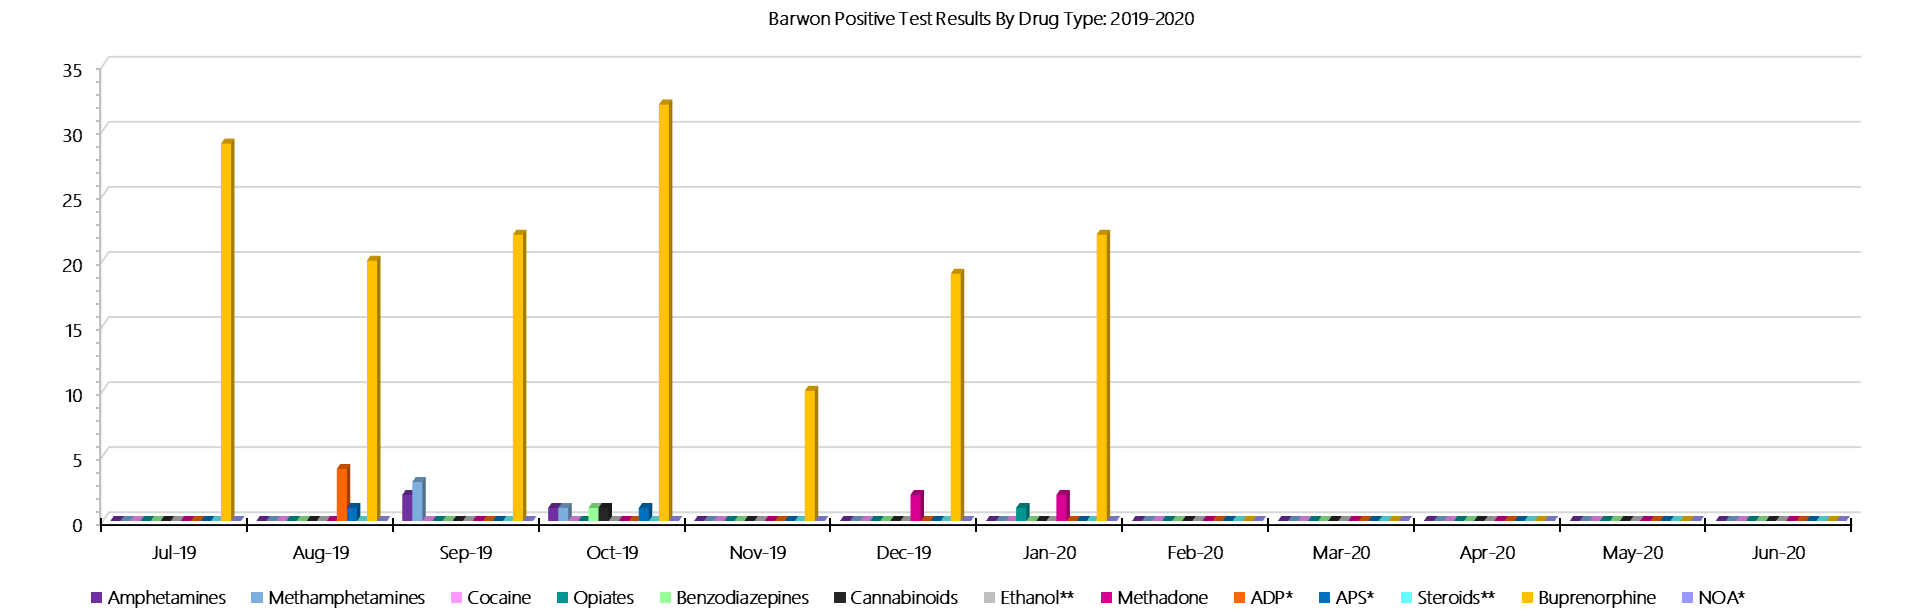 Barwon Positive Test Results By Drug Type: 2019-2020
35
30
25
20
15
10
5
0
Jul-19 Aug-19 Sep-19 Oct-19 Nov-19 Dec-19 Jan-20 Feb-20 Mar-20 Apr-20 May-20 Jun-20
Amphetamines Methamphetamines Cocaine Opiates Benzodiazepines Cannabinoids Ethanol** Methadone ADP* APS* Steroids** Buprenorphine NOA*